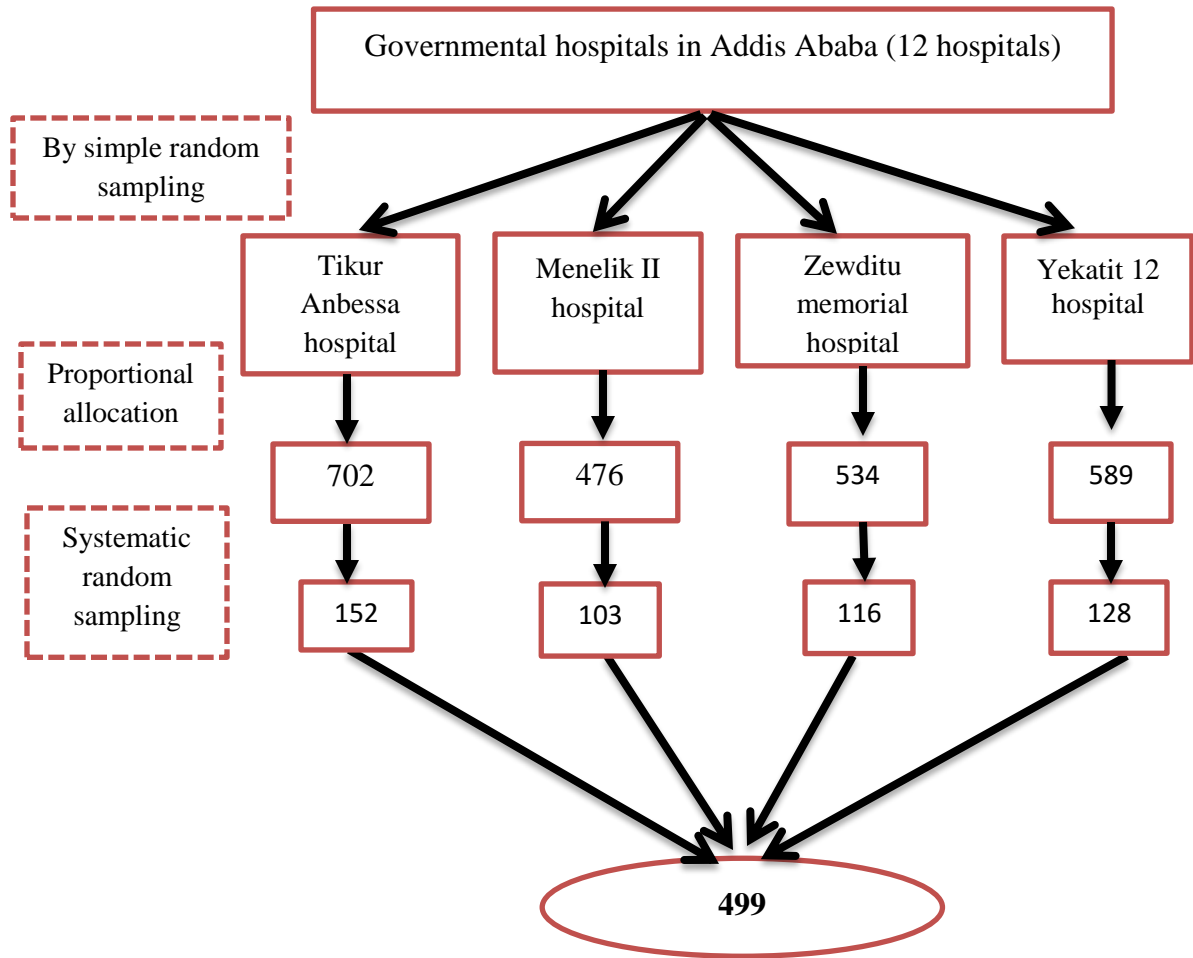 Governmental hospitals in Addis Ababa (12 hospitals)
By simple random
sampling
Tikur
Anbessa
hospital
Menelik II
hospital
Zewditu
memorial
hospital
Yekatit 12
hospital
Proportional
allocation
702
476
534
589
Systematic
random
sampling
152
103
116
128
499